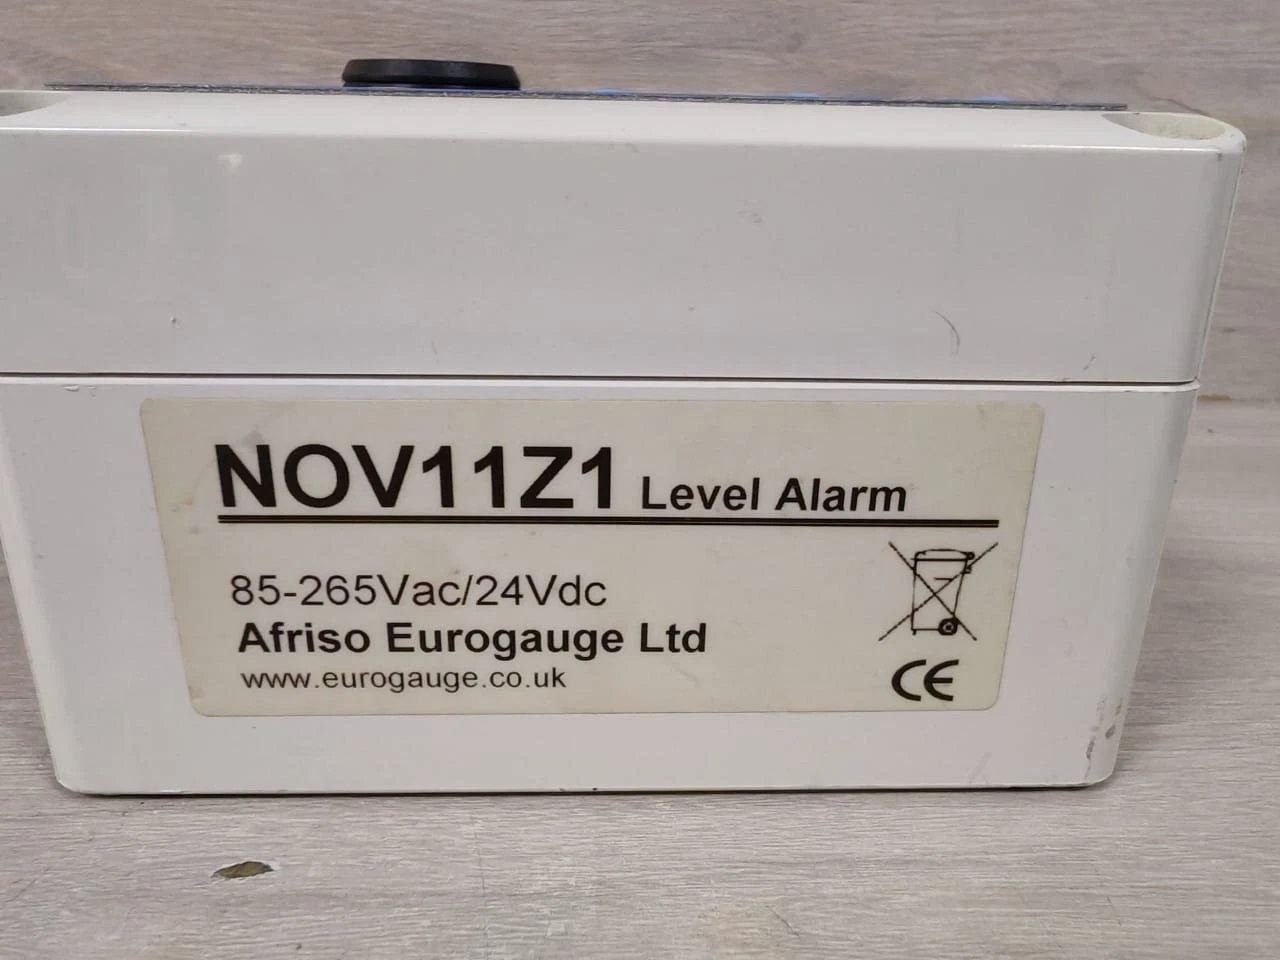 NOV11Z1 Level Alarm
85-265Vac/24Vdc
Afriso Eurogauge Ltd
www.eurogauge.co.uk
CE